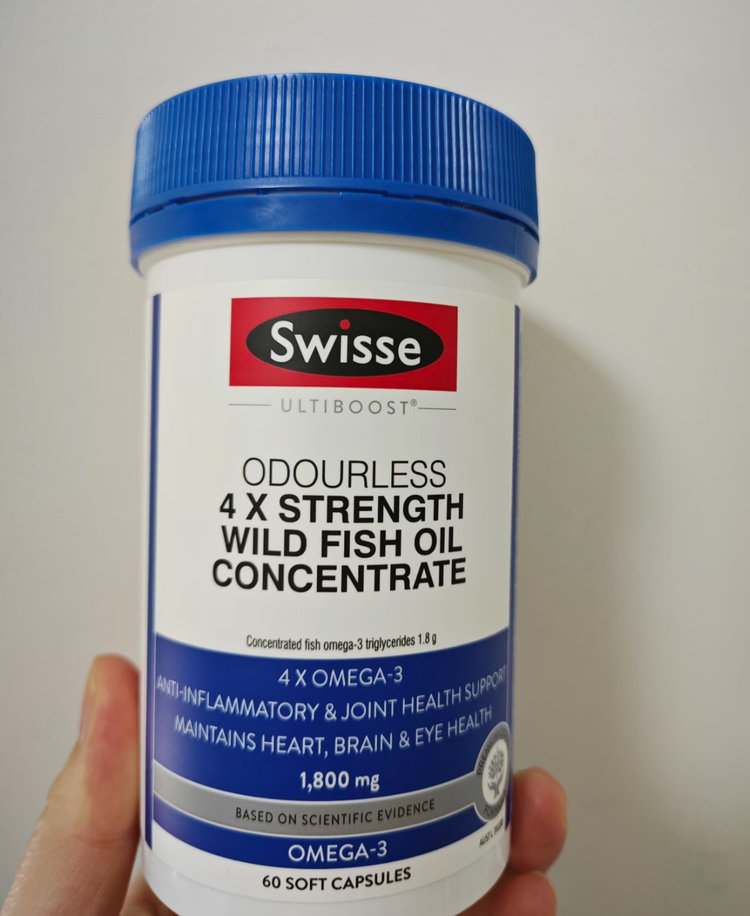 Swisse
ULTIBOOST®
ODOURLESS
4 X STRENGTH
WILD FISH OIL
CONCENTRATE
Concentrated fish omega-3 triglycerides 1.8 g
4 X OMEGA-3
ANTI-INFLAMMATORY & JOINT HEALTH SUPPORT
MAINTAINS HEART, BRAIN & EYE HEALTH
1,800 mg
BASED ON SCIENTIFIC EVIDENCE
OMEGA-3
60 SOFT CAPSULES